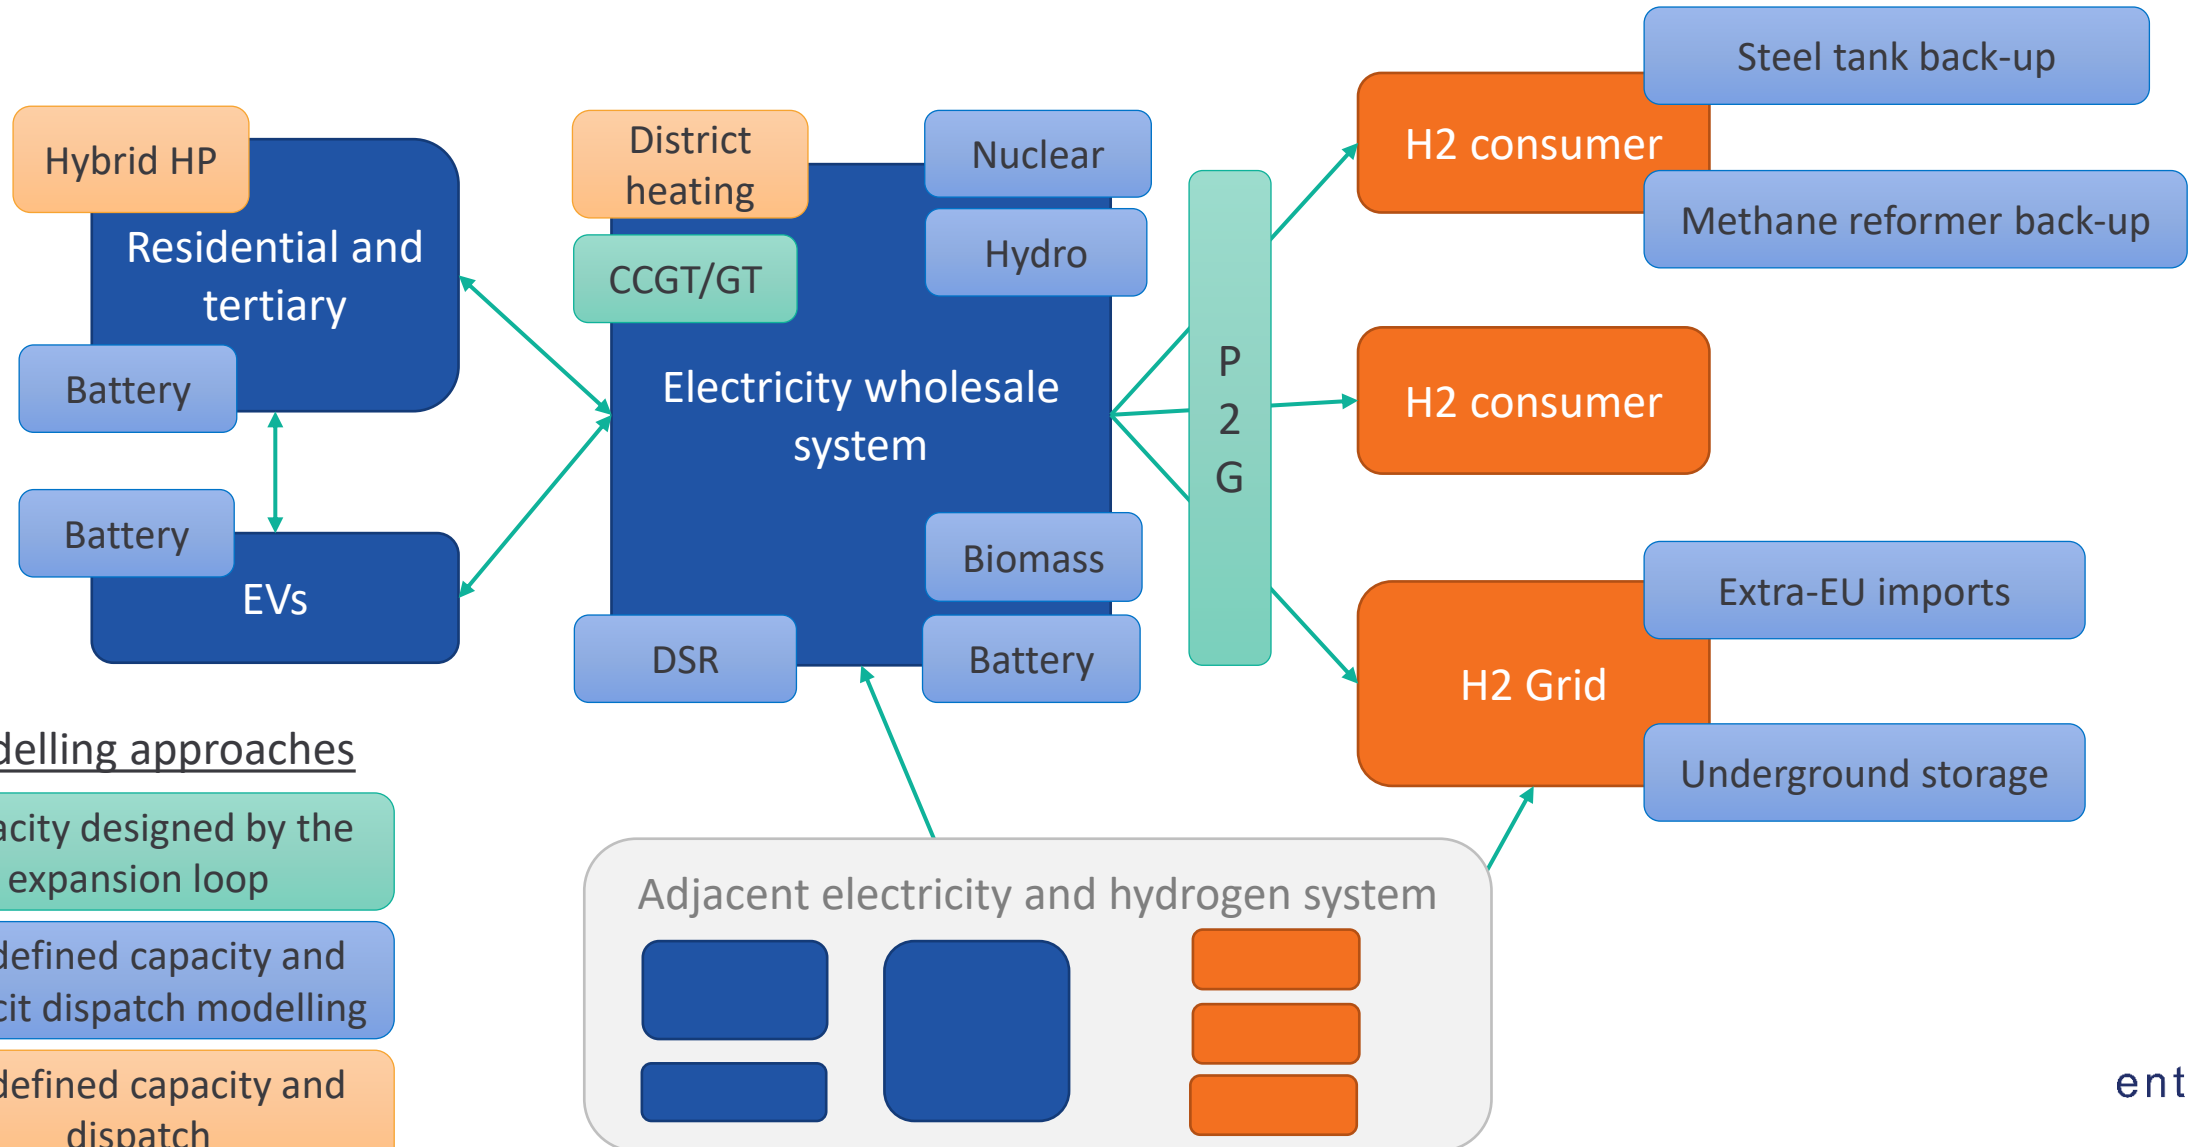 Steel tank back-up
H2 consumer
Methane reformer back-up
Hybrid HP
Residential and
tertiary
Battery
Battery
EVs
District
heating
CCGT/GT
Nuclear
Hydro
Electricity wholesale
system
Biomass
DSR
Battery
P
2
G
H2 consumer
Extra-EU imports
H2 Grid
Underground storage
delling approaches
acity designed by the
expansion loop
defined capacity and
cit dispatch modelling
defined capacity and
dispatch
Adjacent electricity and hydrogen system
ent